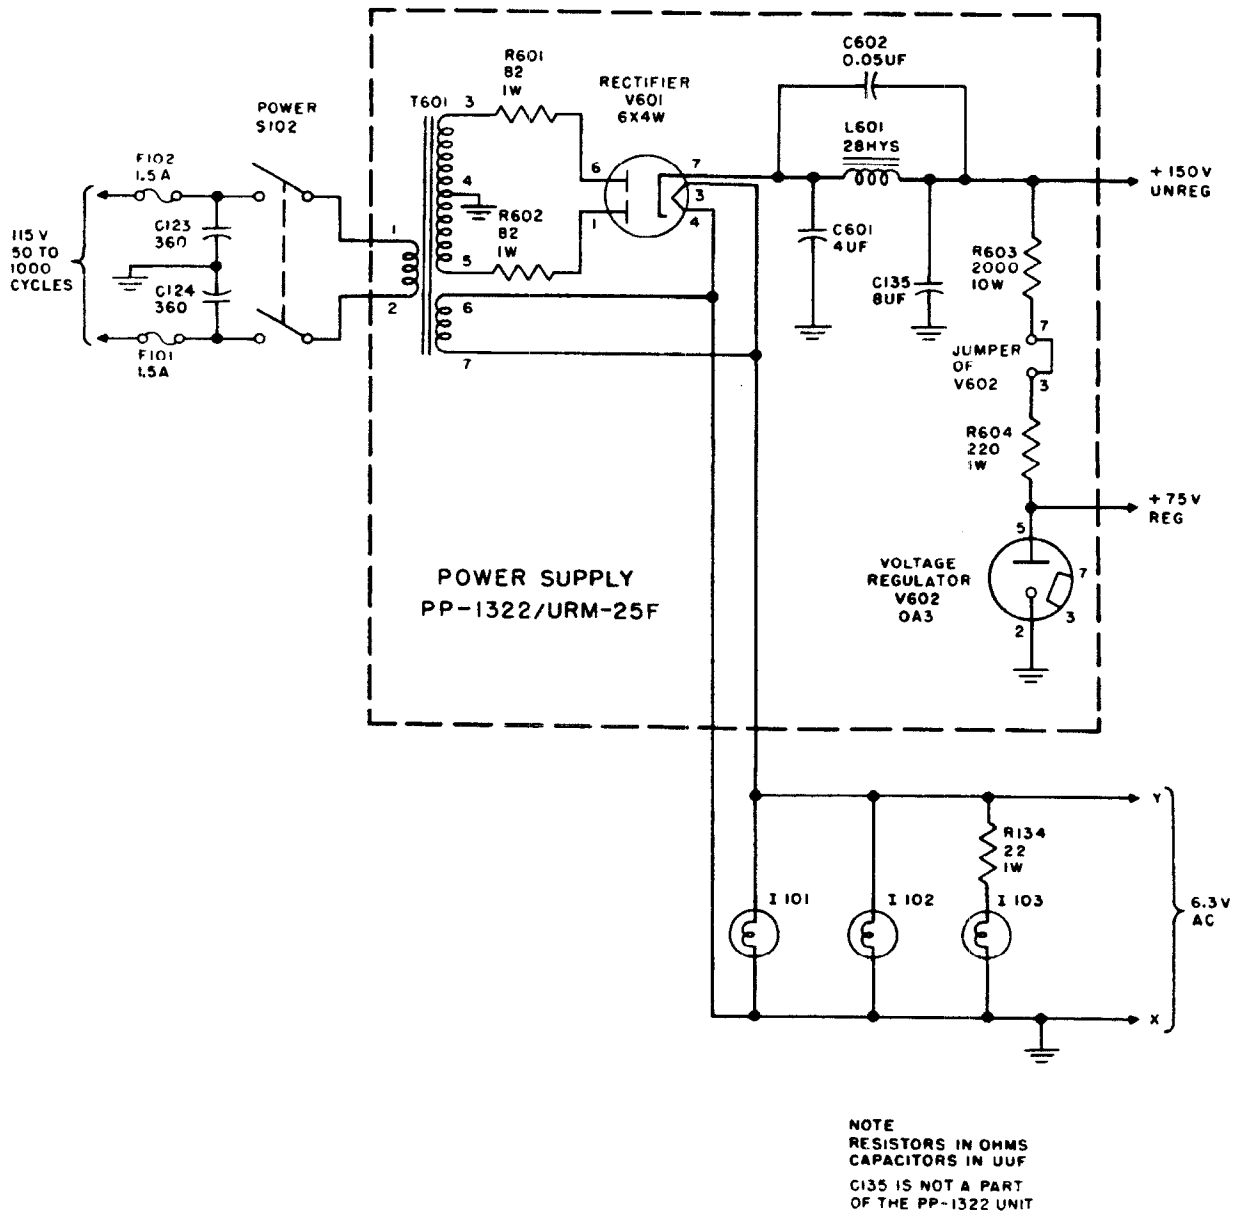 C602
0.05UF
R601
82
1W
RECTIFIER
V601
6X4W
POWER
S102
T601
3
L601
28HYS
F102
1.5A
6
7
+150V
UNREG
4
3
R602
82
1W
1
4
C123
360
115V
50 TO
1000
CYCLES
1
C601
4UF
R603
2000
10W
5
C124
360
2
6
C135
8UF
F101
1.5A
7
7
JUMPER
OF
V602
3
R604
220
1W
+75V
REG
5
VOLTAGE
REGULATOR
V602
OA3
7
3
2
POWER SUPPLY
PP-1322/URM-25F
Y
R134
22
1W
I 101
I 102
I 103
6.3V
AC
X
NOTE
RESISTORS IN OHMS
CAPACITORS IN UUF
C135 IS NOT A PART
OF THE PP-1322 UNIT